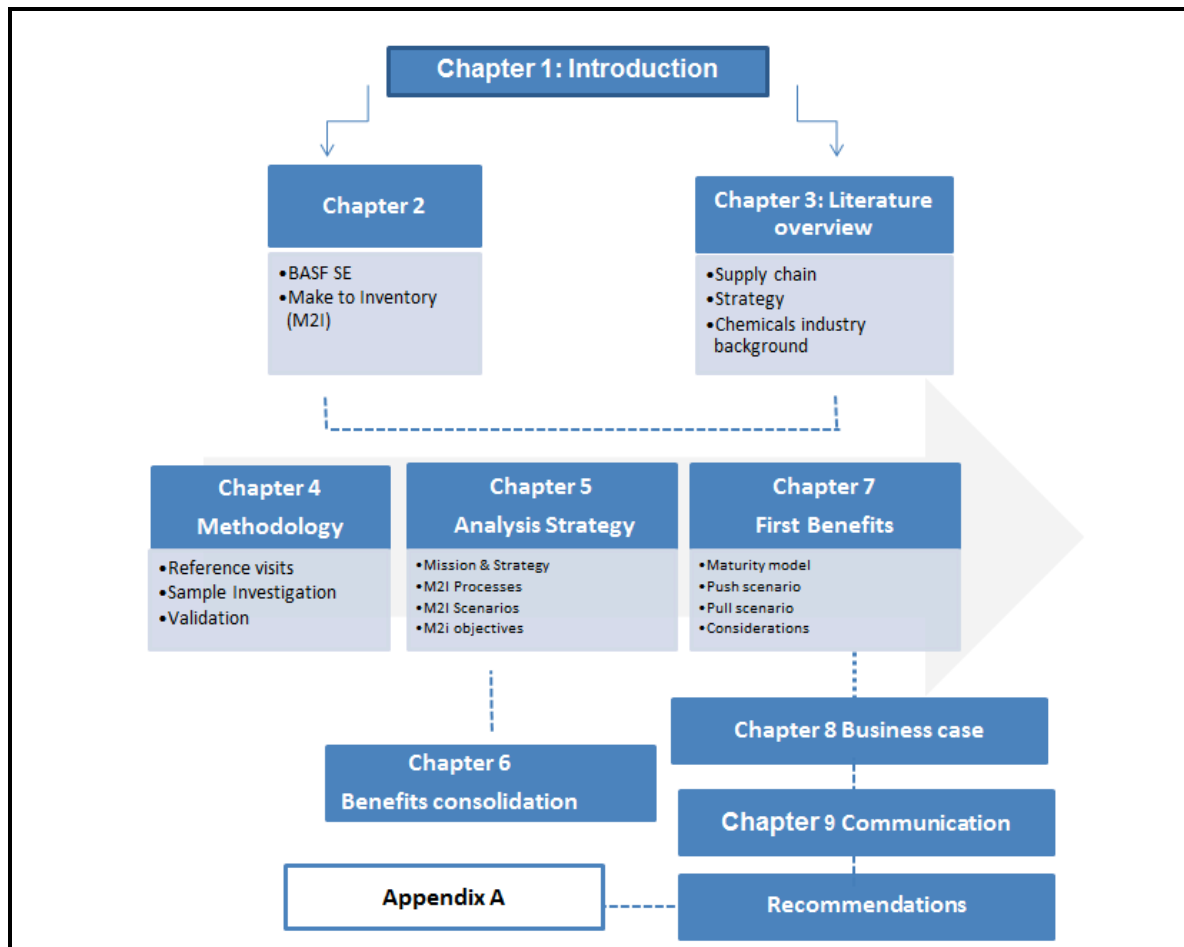 Chapter 1: Introduction
Chapter 2
•BASF SE
•Make to Inventory
(M2I)
Chapter 3: Literature
overview
•Supply chain
•Strategy
•Chemicals industry
background
Chapter 4
Methodology
•Reference visits
•Sample Investigation
•Validation
Chapter 5
Analysis Strategy
•Mission & Strategy
•M2I Processes
•M2I Scenarios
•M2i objectives
Chapter 7
First Benefits
•Maturity model
•Push scenario
•Pull scenario
•Considerations
Chapter 6
Benefits consolidation
Chapter 8 Business case
Chapter 9 Communication
Appendix A
Recommendations